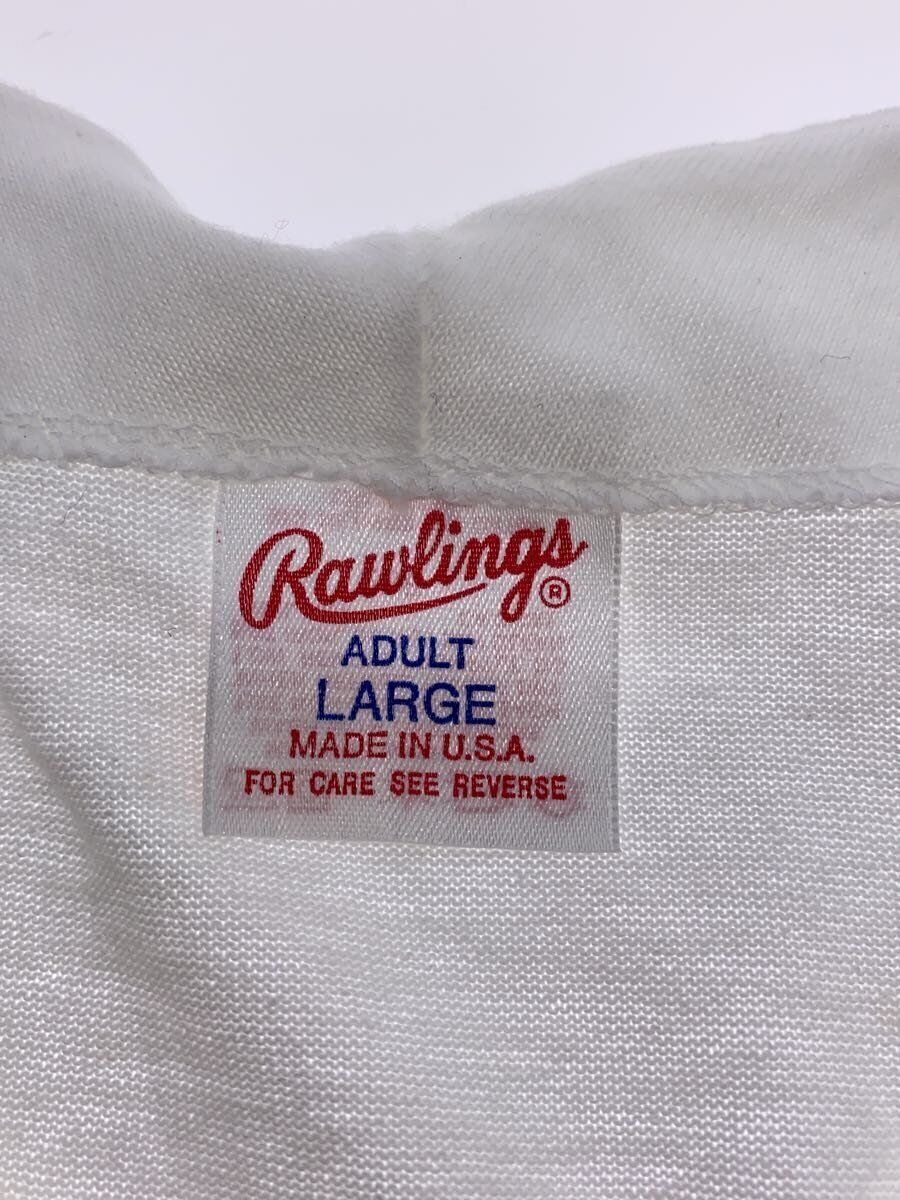 Rawlings®
ADULT
LARGE
MADE IN U.S.A.
FOR CARE SEE REVERSE